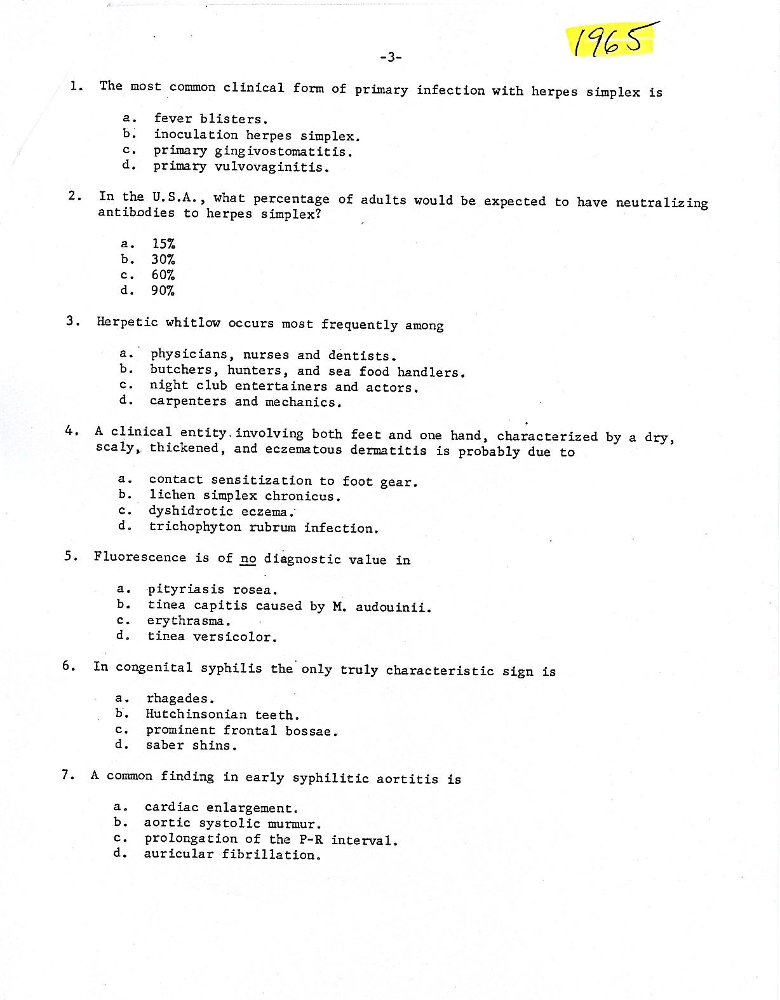 1965
-3-
1. The most common clinical form of primary infection with herpes simplex is
a. fever blisters.
b. inoculation herpes simplex.
c. primary gingivostomatitis.
d. primary vulvovaginitis.
2. In the U.S.A., what percentage of adults would be expected to have neutralizing
antibodies to herpes simplex?
a. 15%
b. 30%
c. 60%
d. 90%
3. Herpetic whitlow occurs most frequently among
a. physicians, nurses and dentists.
b. butchers, hunters, and sea food handlers.
c. night club entertainers and actors.
d. carpenters and mechanics.
4. A clinical entity involving both feet and one hand, characterized by a dry,
scaly, thickened, and eczematous dermatitis is probably due to
a. contact sensitization to foot gear.
b. lichen simplex chronicus.
c. dyshidrotic eczema.
d. trichophyton rubrum infection.
5. Fluorescence is of no diagnostic value in
a. pityriasis rosea.
b. tinea capitis caused by M. audouinii.
c. erythrasma.
d. tinea versicolor.
6. In congenital syphilis the only truly characteristic sign is
a. rhagades.
b. Hutchinsonian teeth.
c. prominent frontal bossae.
d. saber shins.
7. A common finding in early syphilitic aortitis is
a. cardiac enlargement.
b. aortic systolic murmur.
c. prolongation of the P-R interval.
d. auricular fibrillation.